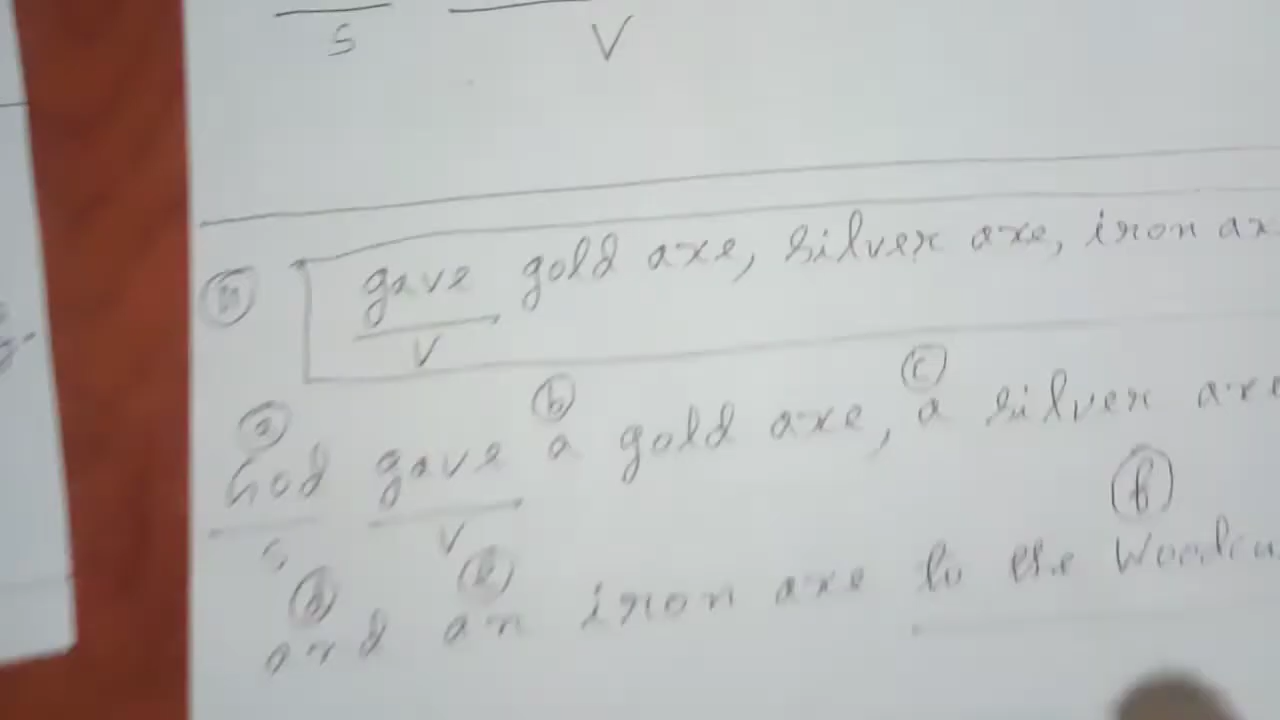 S V
gave gold axe, silver axe, iron ax
V
a b c
God gave a gold axe, a silver axe
S V f
d e
and an iron axe to the Woodcu